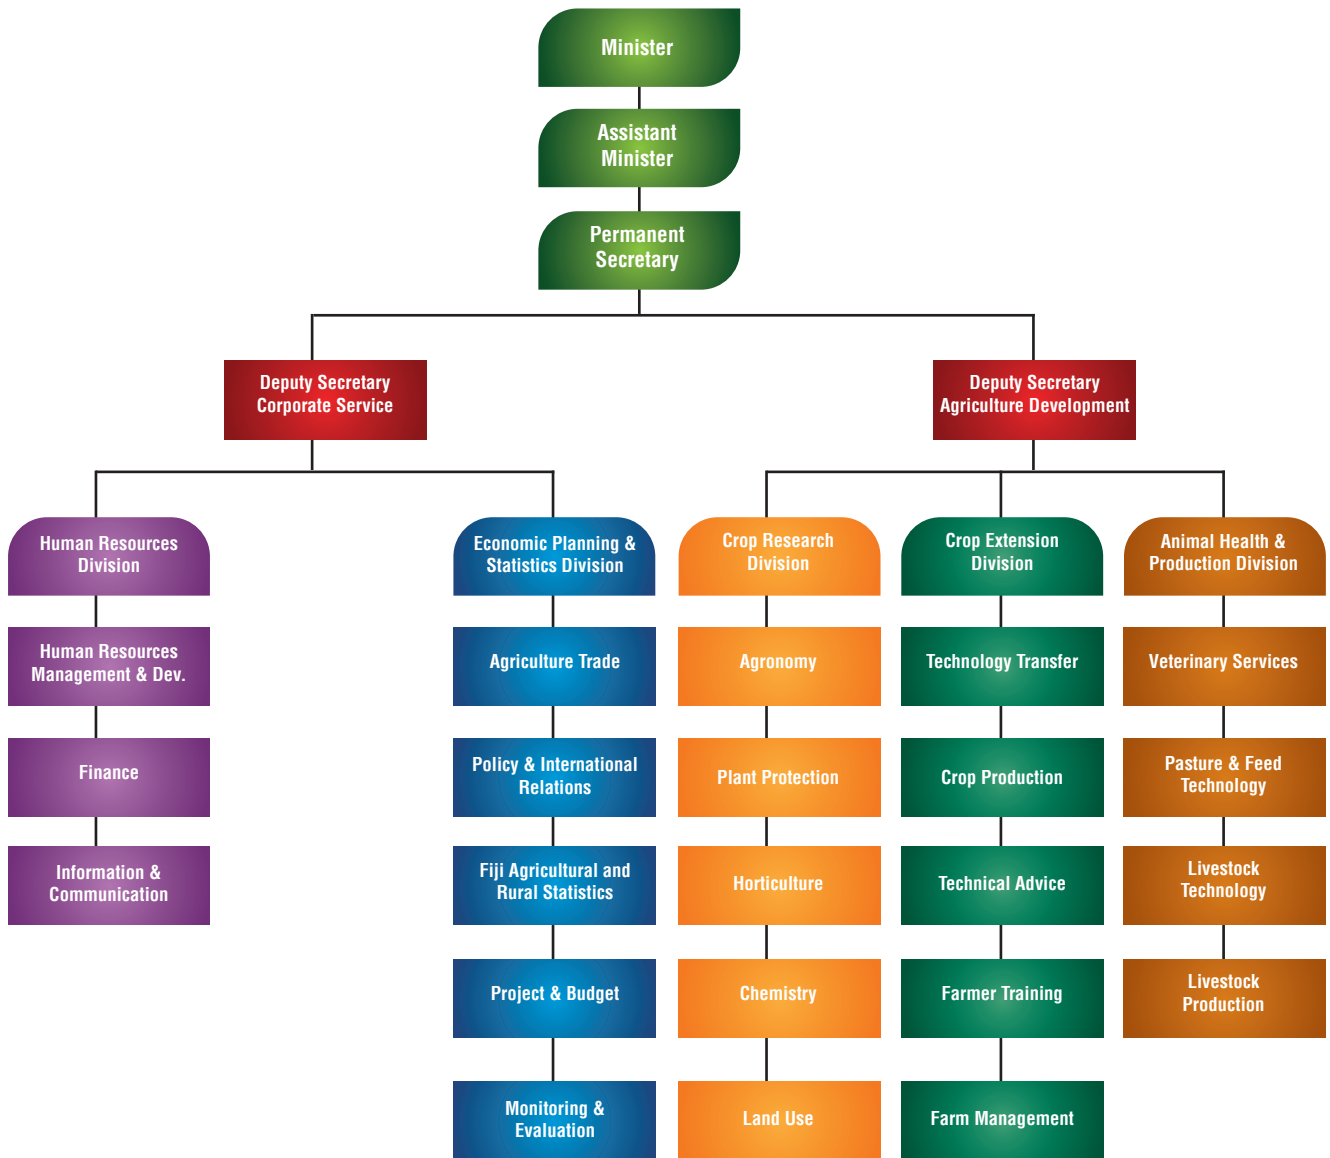 Minister
Assistant
Minister
Permanent
Secretary
Deputy Secretary
Corporate Service
Deputy Secretary
Agriculture Development
Human Resources
Division
Economic Planning &
Statistics Division
Crop Research
Division
Crop Extension
Division
Animal Health &
Production Division
Human Resources
Management & Dev.
Agriculture Trade
Agronomy
Technology Transfer
Veterinary Services
Finance
Policy & International
Relations
Plant Protection
Crop Production
Pasture & Feed
Technology
Information &
Communication
Fiji Agricultural and
Rural Statistics
Horticulture
Technical Advice
Livestock
Technology
Project & Budget
Chemistry
Farmer Training
Livestock
Production
Monitoring &
Evaluation
Land Use
Farm Management